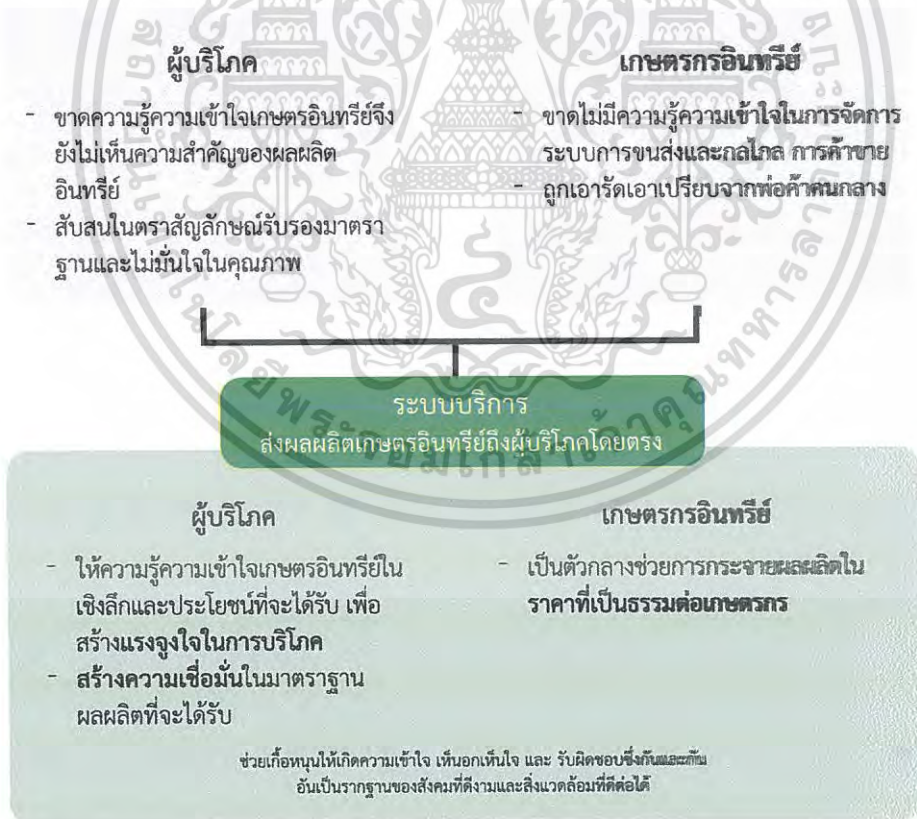 ผู้บริโภค
- ขาดความรู้ความเข้าใจเกษตรอินทรีย์จึง
ยังไม่เห็นความสำคัญของผลผลิต
อินทรีย์
- สับสนในตราสัญลักษณ์รับรองมาตรา
ฐานและไม่มั่นใจในคุณภาพ
เกษตรกรอินทรีย์
- ขาดไม่มีความรู้ความเข้าใจในการจัดการ
ระบบการขนส่งและกลไกล การค้าขาย
- ถูกเอารัดเอาเปรียบจากพ่อค้าคนกลาง
ระบบบริการ
ส่งผลผลิตเกษตรอินทรีย์ถึงผู้บริโภคโดยตรง
ผู้บริโภค
- ให้ความรู้ความเข้าใจเกษตรอินทรีย์ใน
เชิงลึกและประโยชน์ที่จะได้รับ เพื่อ
สร้างแรงจูงใจในการบริโภค
- สร้างความเชื่อมั่นในมาตราฐาน
ผลผลิตที่จะได้รับ
เกษตรกรอินทรีย์
- เป็นตัวกลางช่วยการกระจายผลผลิตใน
ราคาที่เป็นธรรมต่อเกษตรกร
ช่วยเกื้อหนุนให้เกิดความเข้าใจ เห็นอกเห็นใจ และ รับผิดชอบซึ่งกันและกัน
อันเป็นรากฐานของสังคมที่ดีงามและสิ่งแวดล้อมที่ดีต่อได้